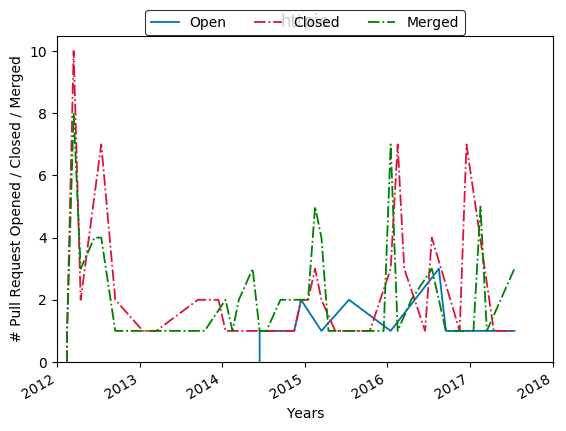 httpie
Open Closed Merged
# Pull Request Opened / Closed / Merged
10
8
6
4
2
0
2012 2013 2014 2015 2016 2017 2018
Years